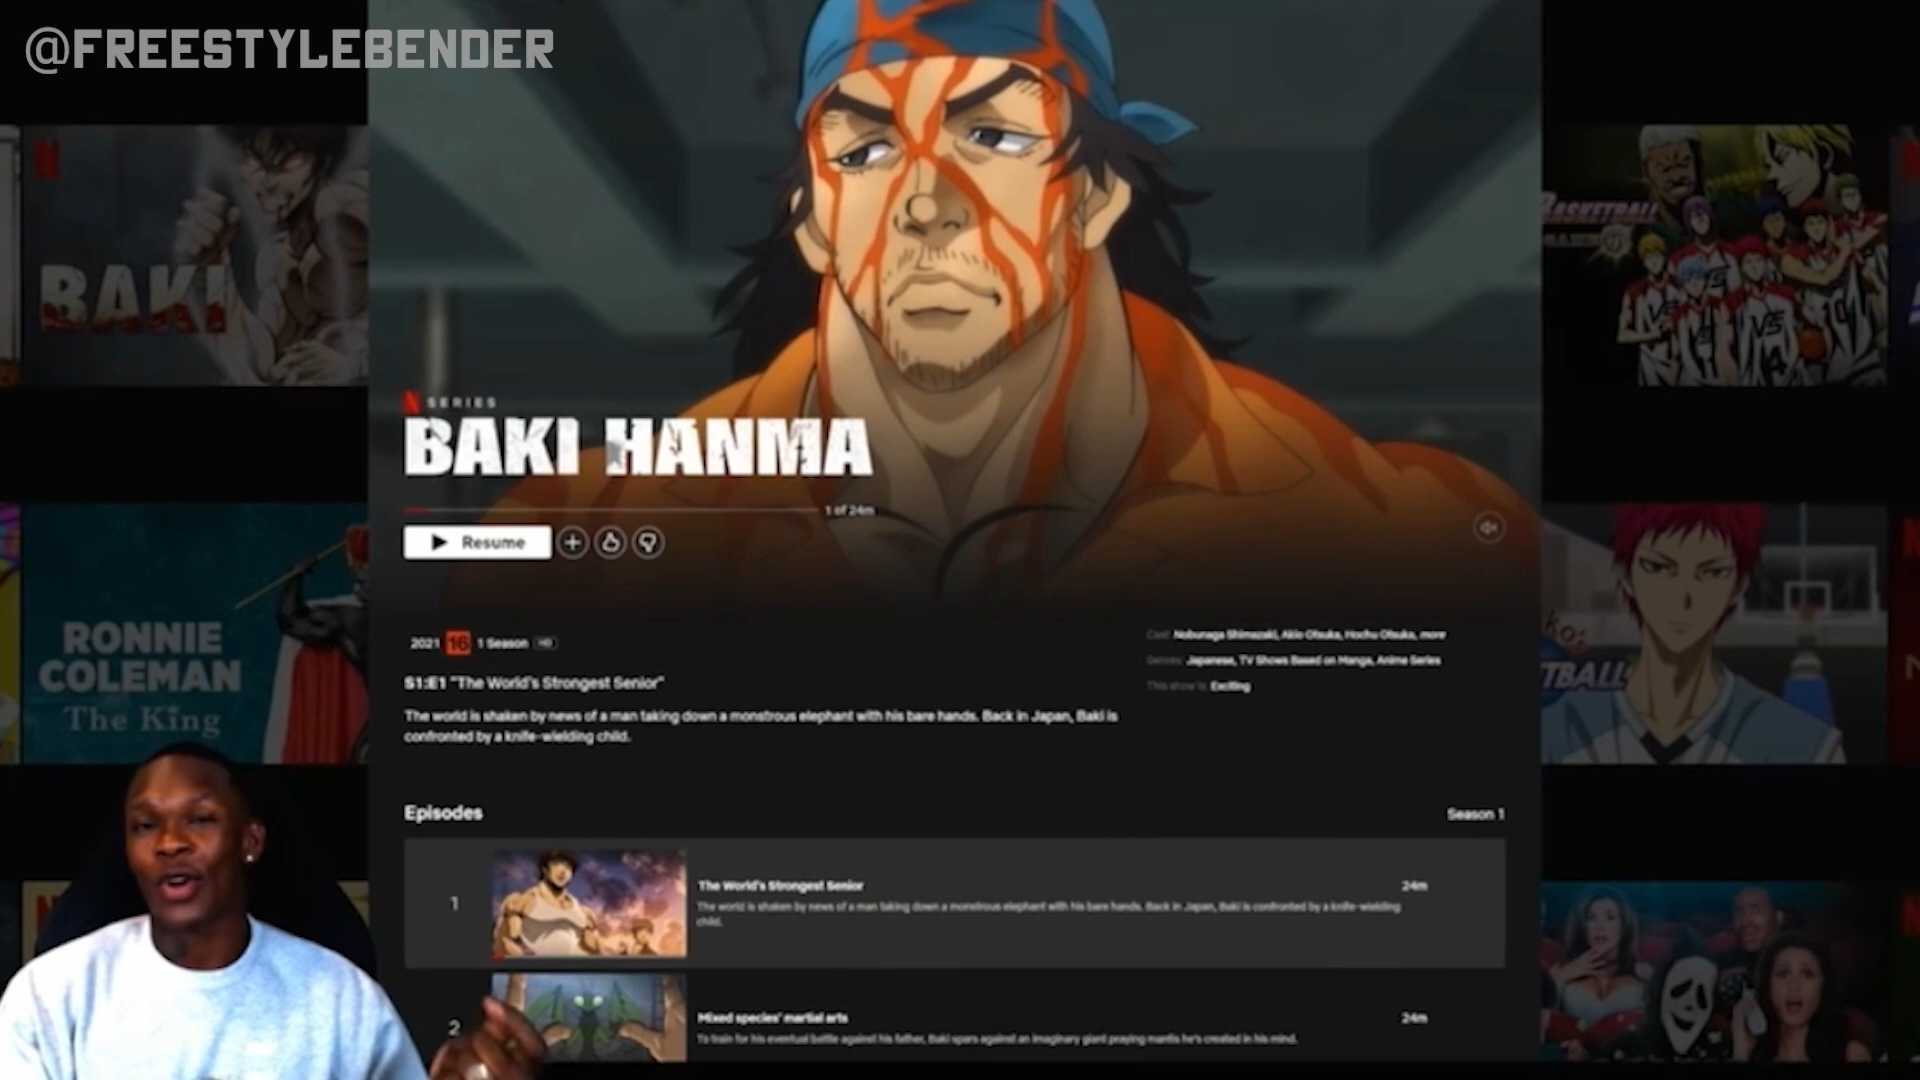 @FREESTYLEBENDER
BAKI
SERIES
BAKI HANMA
1 of 24m
Resume
2021 16 1 Season HD
S1:E1 "The World's Strongest Senior"
The world is shaken by news of a man taking down a monstrous elephant with his bare hands. Back in Japan, Baki is
confronted by a knife-wielding child.
Cast: Nobunaga Shimazaki, Akio Otsuka, Hochu Otsuka, more
Genres: Japanese, TV Shows Based on Manga, Anime Series
This show is: Exciting
Episodes
Season 1
1
The World's Strongest Senior
24m
The world is shaken by news of a man taking down a monstrous elephant with his bare hands. Back in Japan, Baki is confronted by a knife-wielding
child.
2
Mixed species' martial arts
24m
To train for his eventual battle against his father, Baki spars against an imaginary giant praying mantis he's created in his mind.
RONNIE
COLEMAN
The King
BASKETBALL
ko's
TBALL